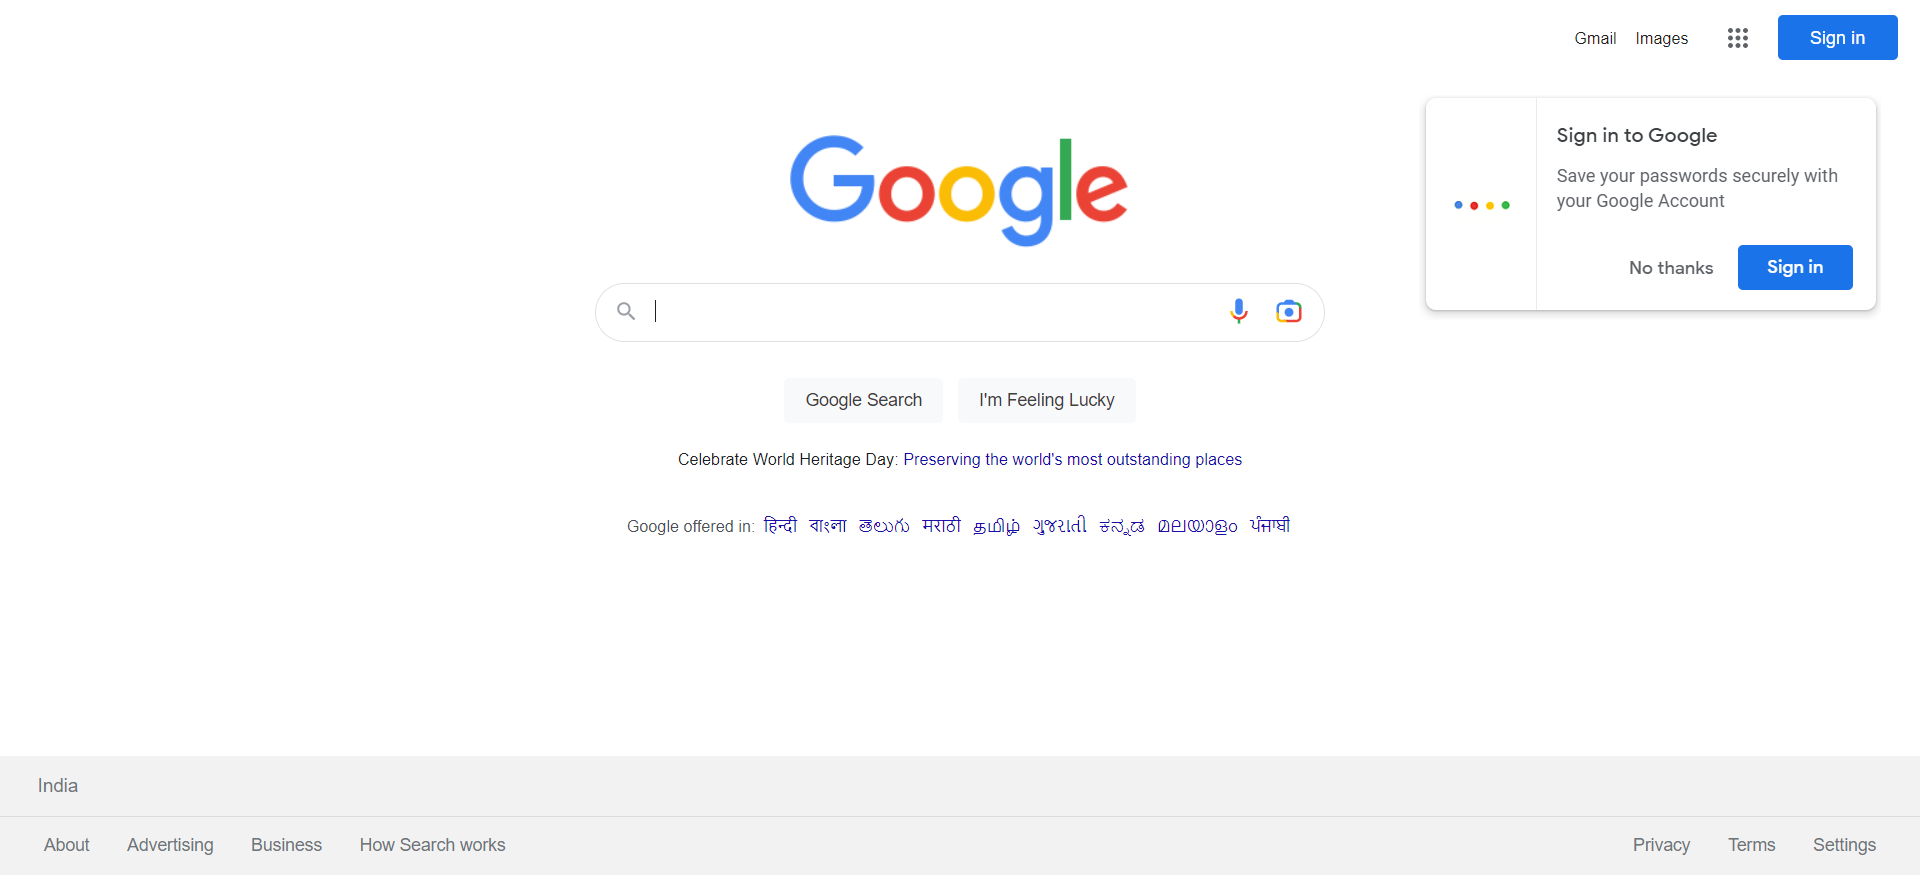 Gmail Images Sign in
Google
Sign in to Google
Save your passwords securely with
your Google Account
No thanks Sign in
Google Search I'm Feeling Lucky
Celebrate World Heritage Day: Preserving the world's most outstanding places
Google offered in: हिन्दी বাংলা తెలుగు मराठी தமிழ் ગુજરાતી ಕನ್ನಡ മലയാളം ਪੰਜਾਬੀ
India
About Advertising Business How Search works Privacy Terms Settings